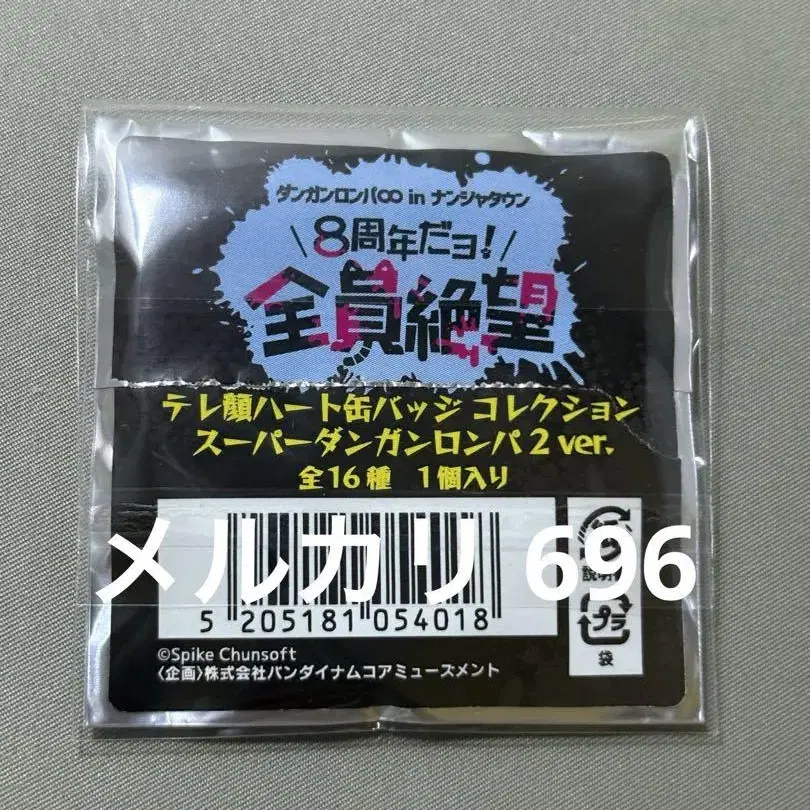 ダンガンロンパ∞ in ナンジャタウン
\ 8周年だヨ! /
全員絶望
テレ顔ハート缶バッジ コレクション
スーパーダンガンロンパ2 ver.
全16種 1個入り
メルカリ 696
説明
5 205181 054018
プラ
袋
©Spike Chunsoft
〈企画〉株式会社バンダイナムコアミューズメント